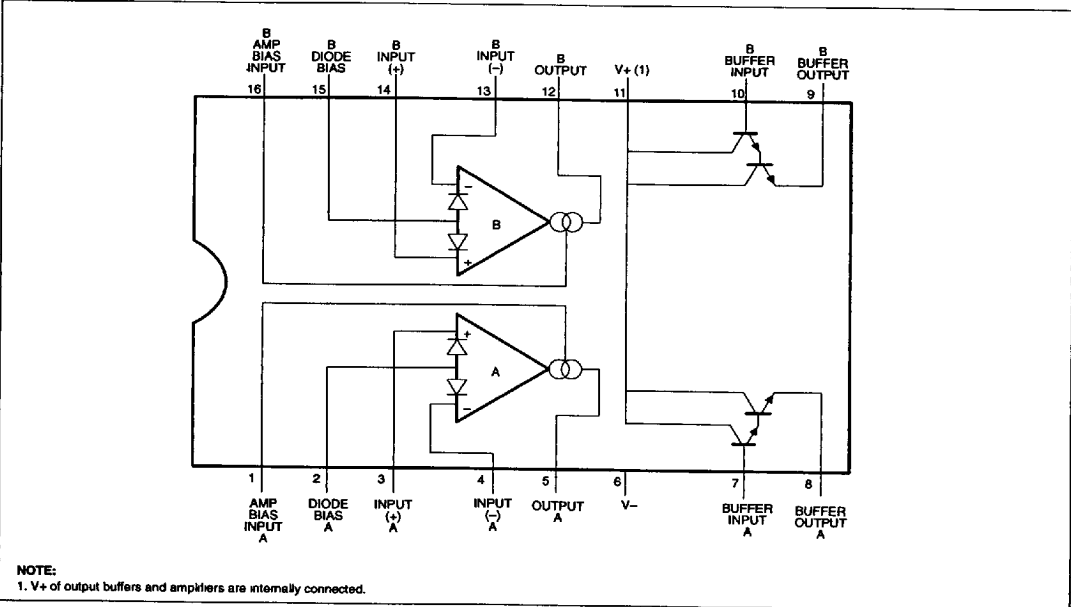 B
AMP
BIAS
INPUT
B
DIODE
BIAS
B
INPUT
(+)
B
INPUT
(–)
B
OUTPUT
V+ (1)
B
BUFFER
INPUT
B
BUFFER
OUTPUT
16 15 14 13 12 11 10 9
–
B
+
+
A
–
1 2 3 4 5 6 7 8
AMP
BIAS
INPUT
A
DIODE
BIAS
A
INPUT
(+)
A
INPUT
(–)
A
OUTPUT
A
V–
BUFFER
INPUT
A
BUFFER
OUTPUT
A
NOTE:
1. V+ of output buffers and amplifiers are internally connected.